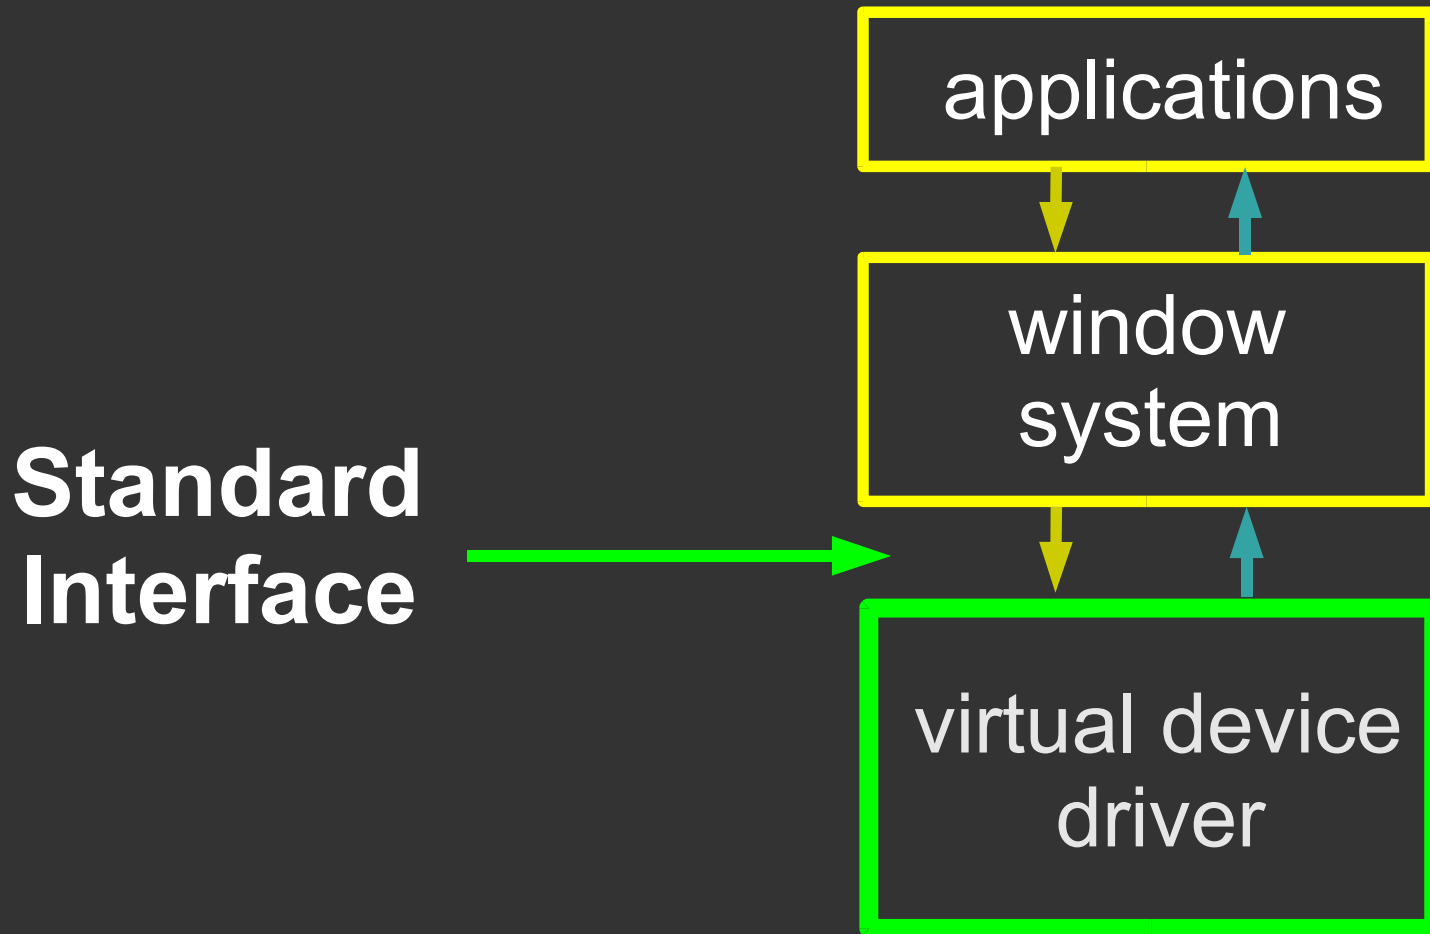 applications
window
system
Standard
Interface
virtual device
driver